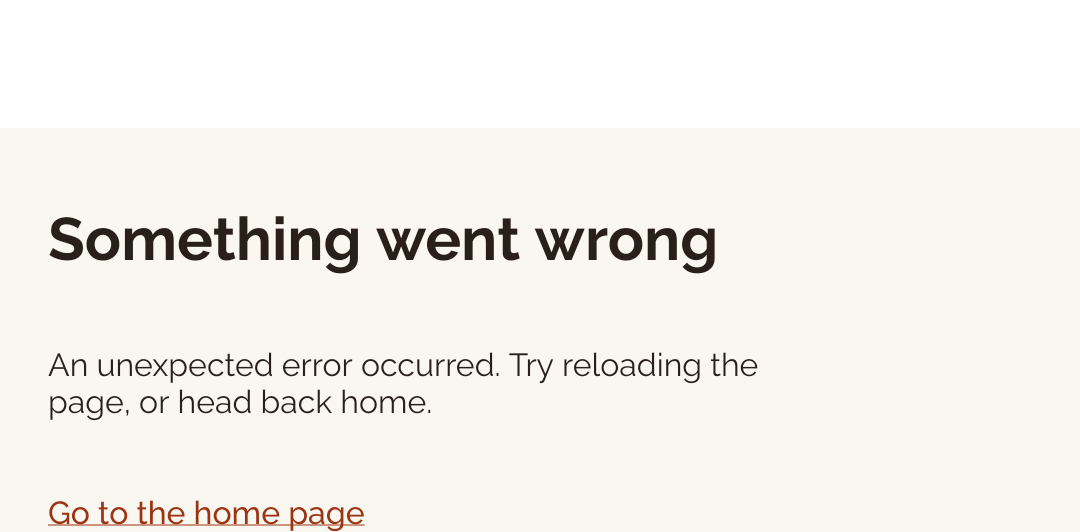 Something went wrong
An unexpected error occurred. Try reloading the
page, or head back home.
Go to the home page